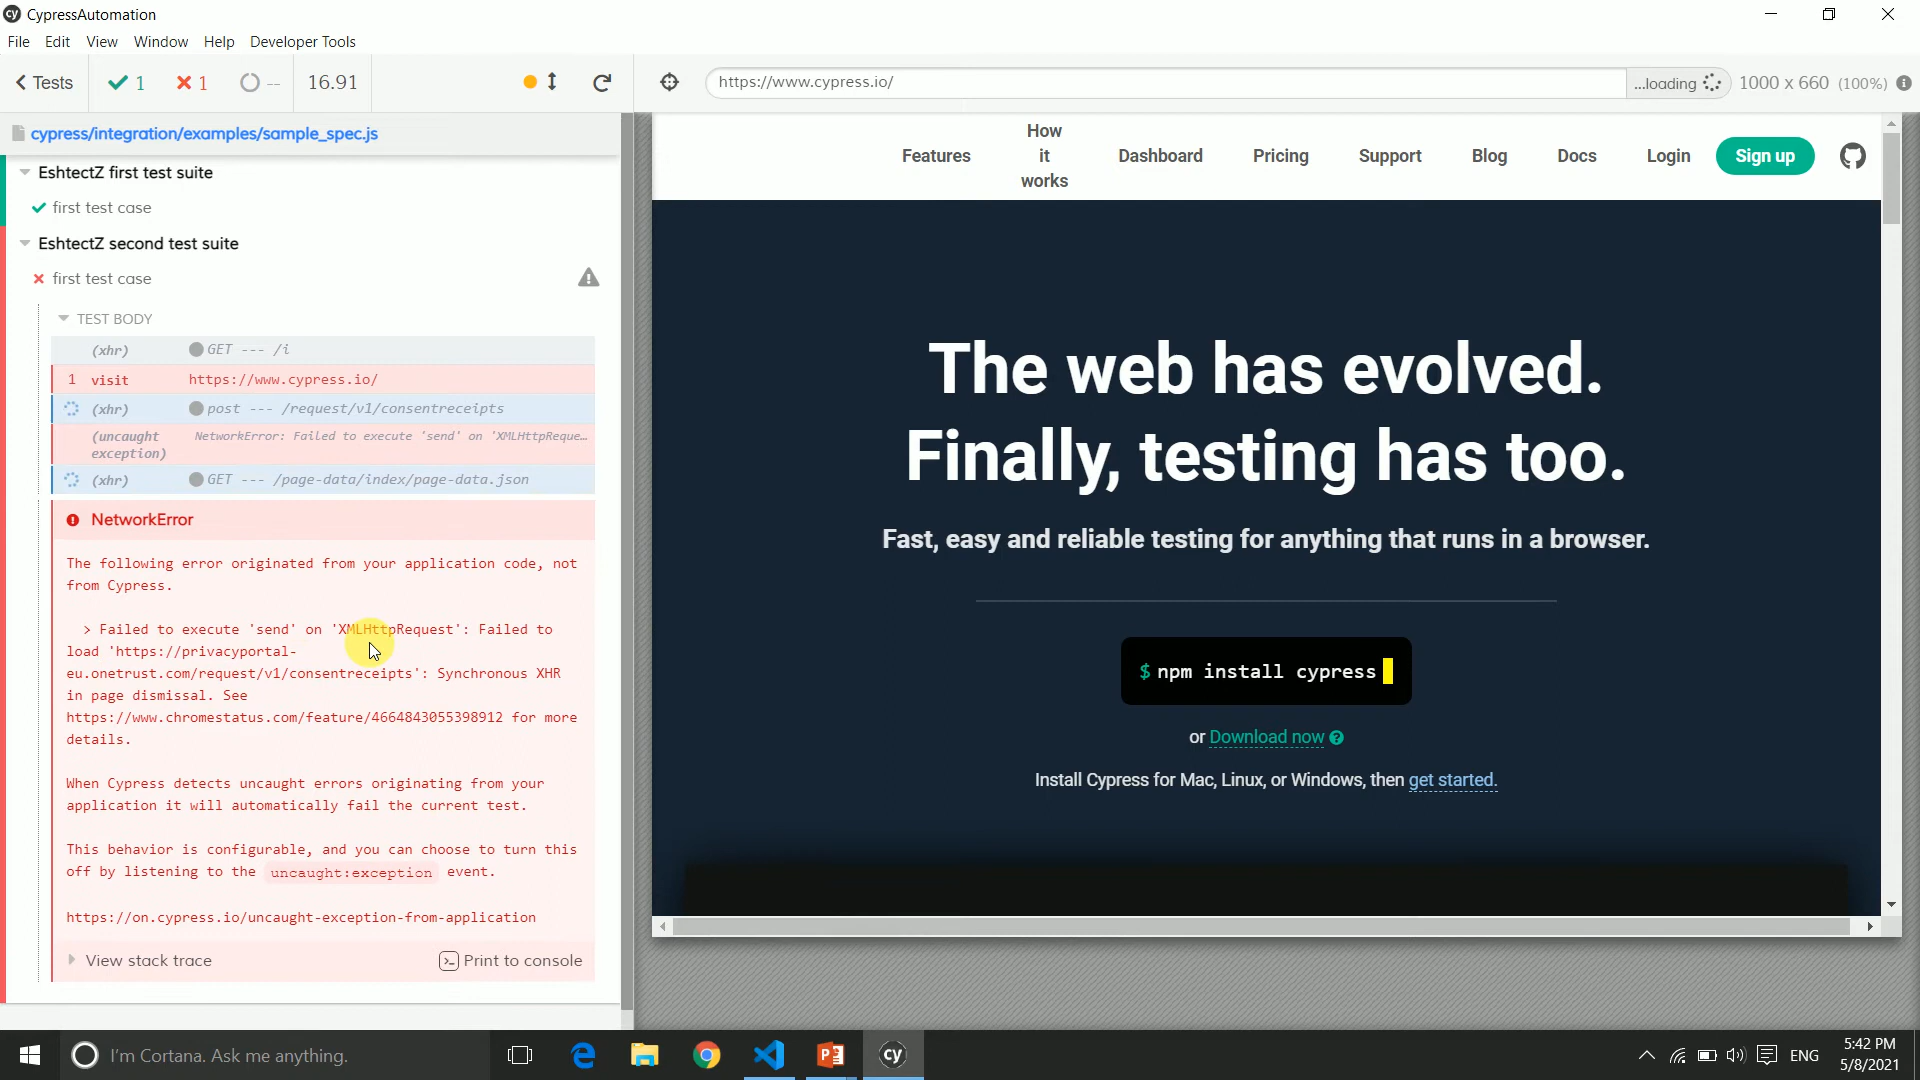 cy CypressAutomation
File Edit View Window Help Developer Tools
Tests 1 1 -- 16.91
https://www.cypress.io/ ...loading 1000 x 660 (100%)
cypress/integration/examples/sample_spec.js
EshtectZ first test suite
first test case
EshtectZ second test suite
first test case
TEST BODY
(xhr) GET --- /i
1 visit https://www.cypress.io/
(xhr) post --- /request/v1/consentreceipts
(uncaught NetworkError: Failed to execute 'send' on 'XMLHttpReque…
exception)
(xhr) GET --- /page-data/index/page-data.json
NetworkError
The following error originated from your application code, not
from Cypress.
> Failed to execute 'send' on 'XMLHttpRequest': Failed to
load 'https://privacyportal-
eu.onetrust.com/request/v1/consentreceipts': Synchronous XHR
in page dismissal. See
https://www.chromestatus.com/feature/4664843055398912 for more
details.
When Cypress detects uncaught errors originating from your
application it will automatically fail the current test.
This behavior is configurable, and you can choose to turn this
off by listening to the uncaught:exception event.
https://on.cypress.io/uncaught-exception-from-application
View stack trace Print to console
Features How it works Dashboard Pricing Support Blog Docs Login Sign up
The web has evolved.
Finally, testing has too.
Fast, easy and reliable testing for anything that runs in a browser.
$ npm install cypress
or Download now ?
Install Cypress for Mac, Linux, or Windows, then get started.
I'm Cortana. Ask me anything.
cy
ENG
5:42 PM
5/8/2021